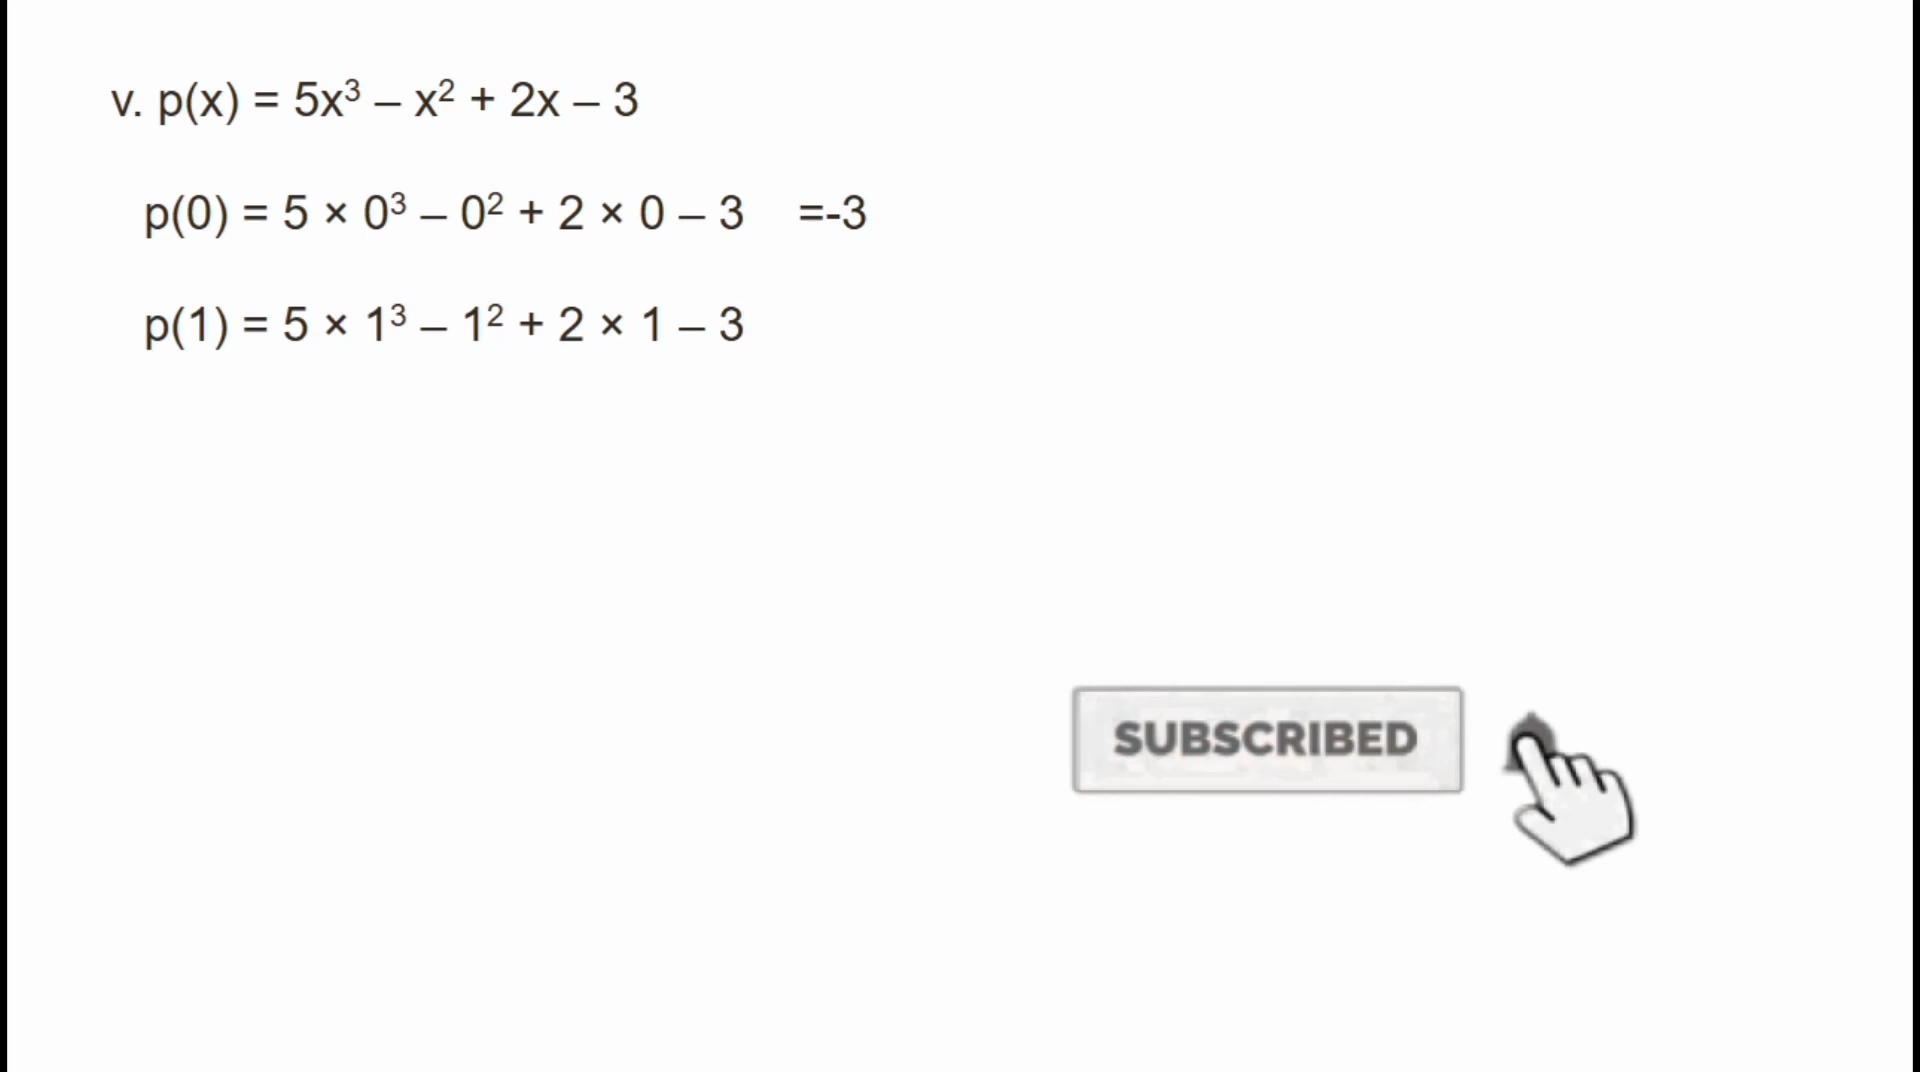 v. p(x) = 5x³ – x² + 2x – 3
p(0) = 5 × 0³ – 0² + 2 × 0 – 3 =-3
p(1) = 5 × 1³ – 1² + 2 × 1 – 3
SUBSCRIBED